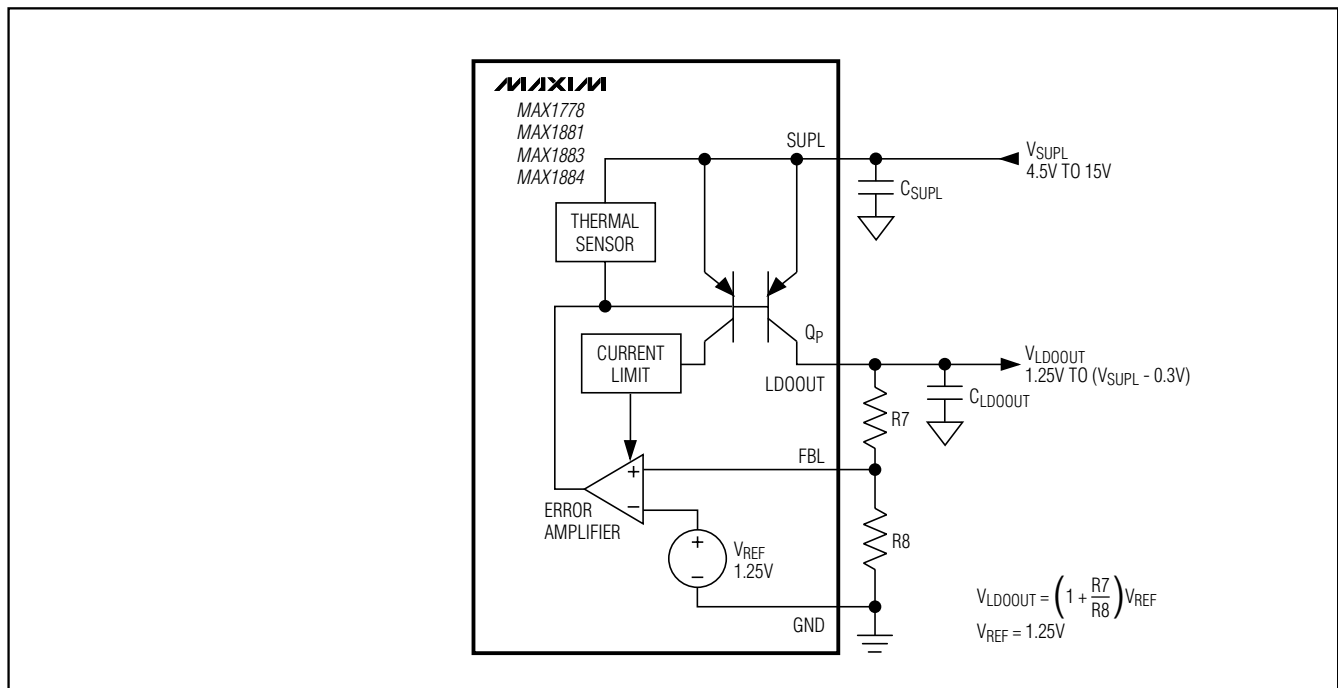 MAXIM
MAX1778
MAX1881
MAX1883
MAX1884
SUPL
VSUPL
4.5V TO 15V
CSUPL
THERMAL
SENSOR
QP
CURRENT
LIMIT
LDOOUT
VLDOOUT
1.25V TO (VSUPL - 0.3V)
CLDOOUT
R7
FBL
+
−
ERROR
AMPLIFIER
R8
+
−
VREF
1.25V
GND
VLDOOUT = (1 + R7/R8) VREF
VREF = 1.25V